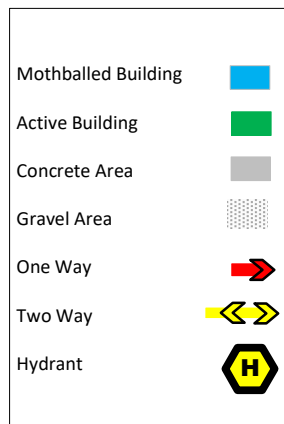 Mothballed Building
Active Building
Concrete Area
Gravel Area
One Way
Two Way
Hydrant H